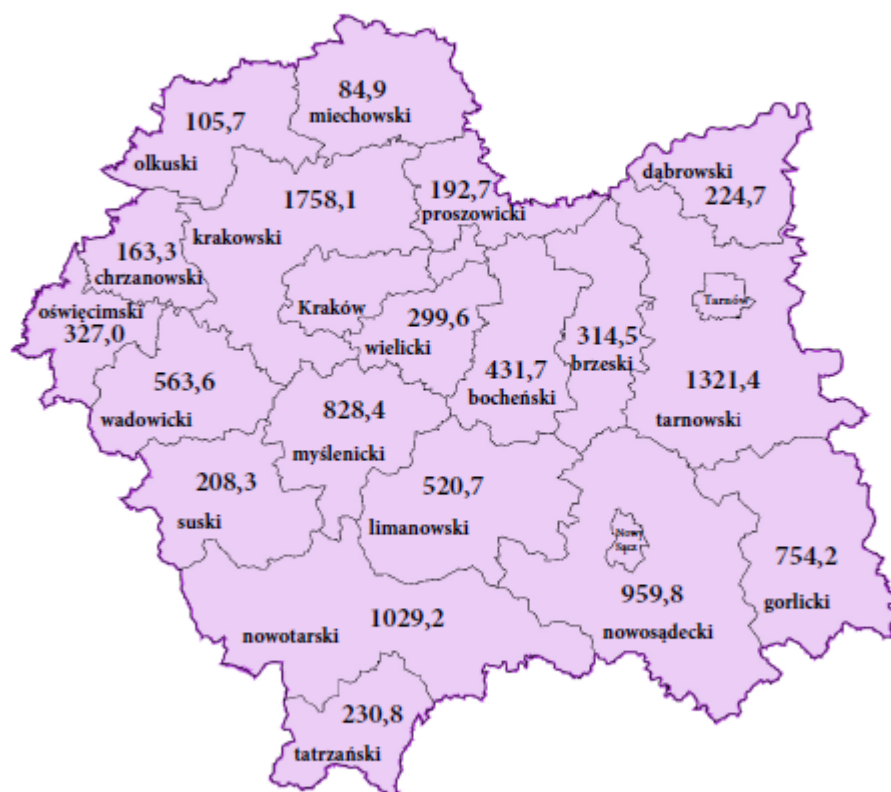 84,9
miechowski
105,7
olkuski
dąbrowski
224,7
192,7
proszowicki
1758,1
krakowski
163,3
chrzanowski
oświęcimski
327,0
Kraków
Tarnów
299,6
wielicki
314,5
brzeski
431,7
bocheński
1321,4
tarnowski
563,6
wadowicki
828,4
myślenicki
208,3
suski
520,7
limanowski
Nowy
Sącz
754,2
gorlicki
959,8
nowosądecki
1029,2
nowotarski
230,8
tatrzański